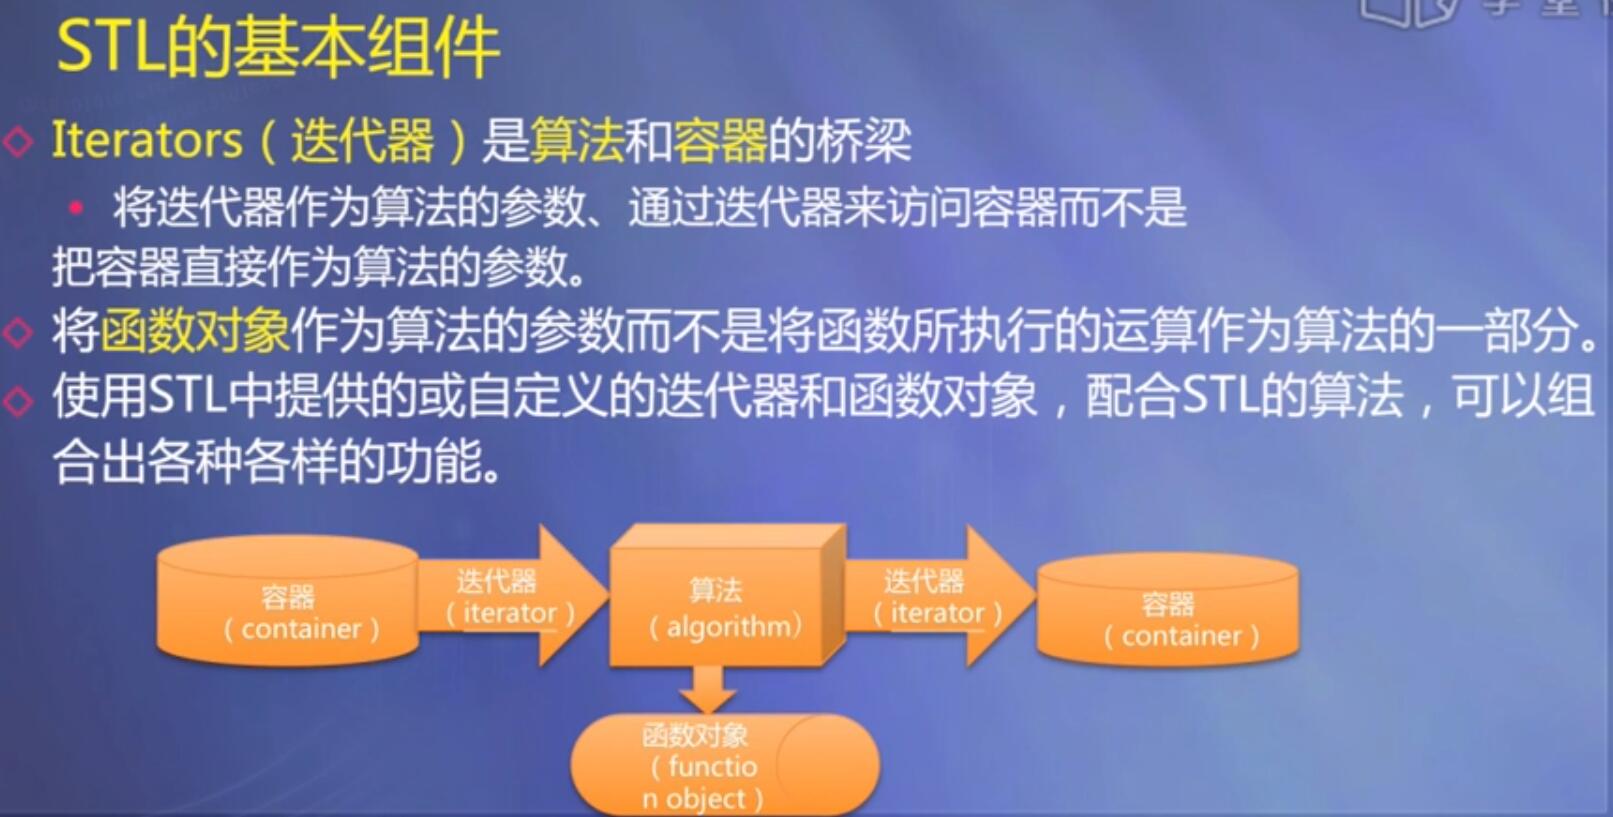 STL的基本组件
Iterators（迭代器）是算法和容器的桥梁
将迭代器作为算法的参数、通过迭代器来访问容器而不是
把容器直接作为算法的参数。
将函数对象作为算法的参数而不是将函数所执行的运算作为算法的一部分。
使用STL中提供的或自定义的迭代器和函数对象，配合STL的算法，可以组
合出各种各样的功能。
容器
（container）
迭代器
（iterator）
算法
（algorithm）
迭代器
（iterator）
容器
（container）
函数对象
（functio
n object）